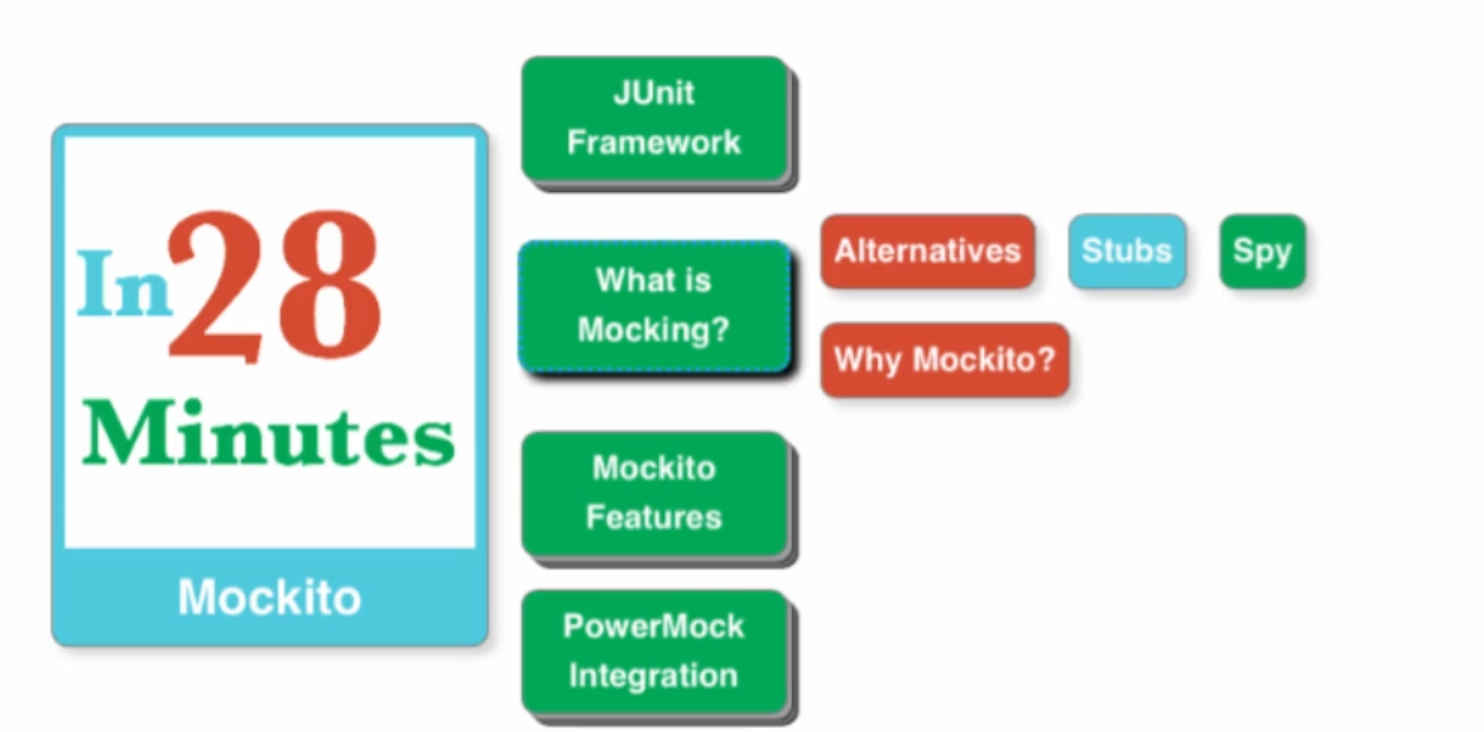 In 28
Minutes
Mockito
JUnit
Framework
What is
Mocking?
Alternatives
Stubs
Spy
Why Mockito?
Mockito
Features
PowerMock
Integration